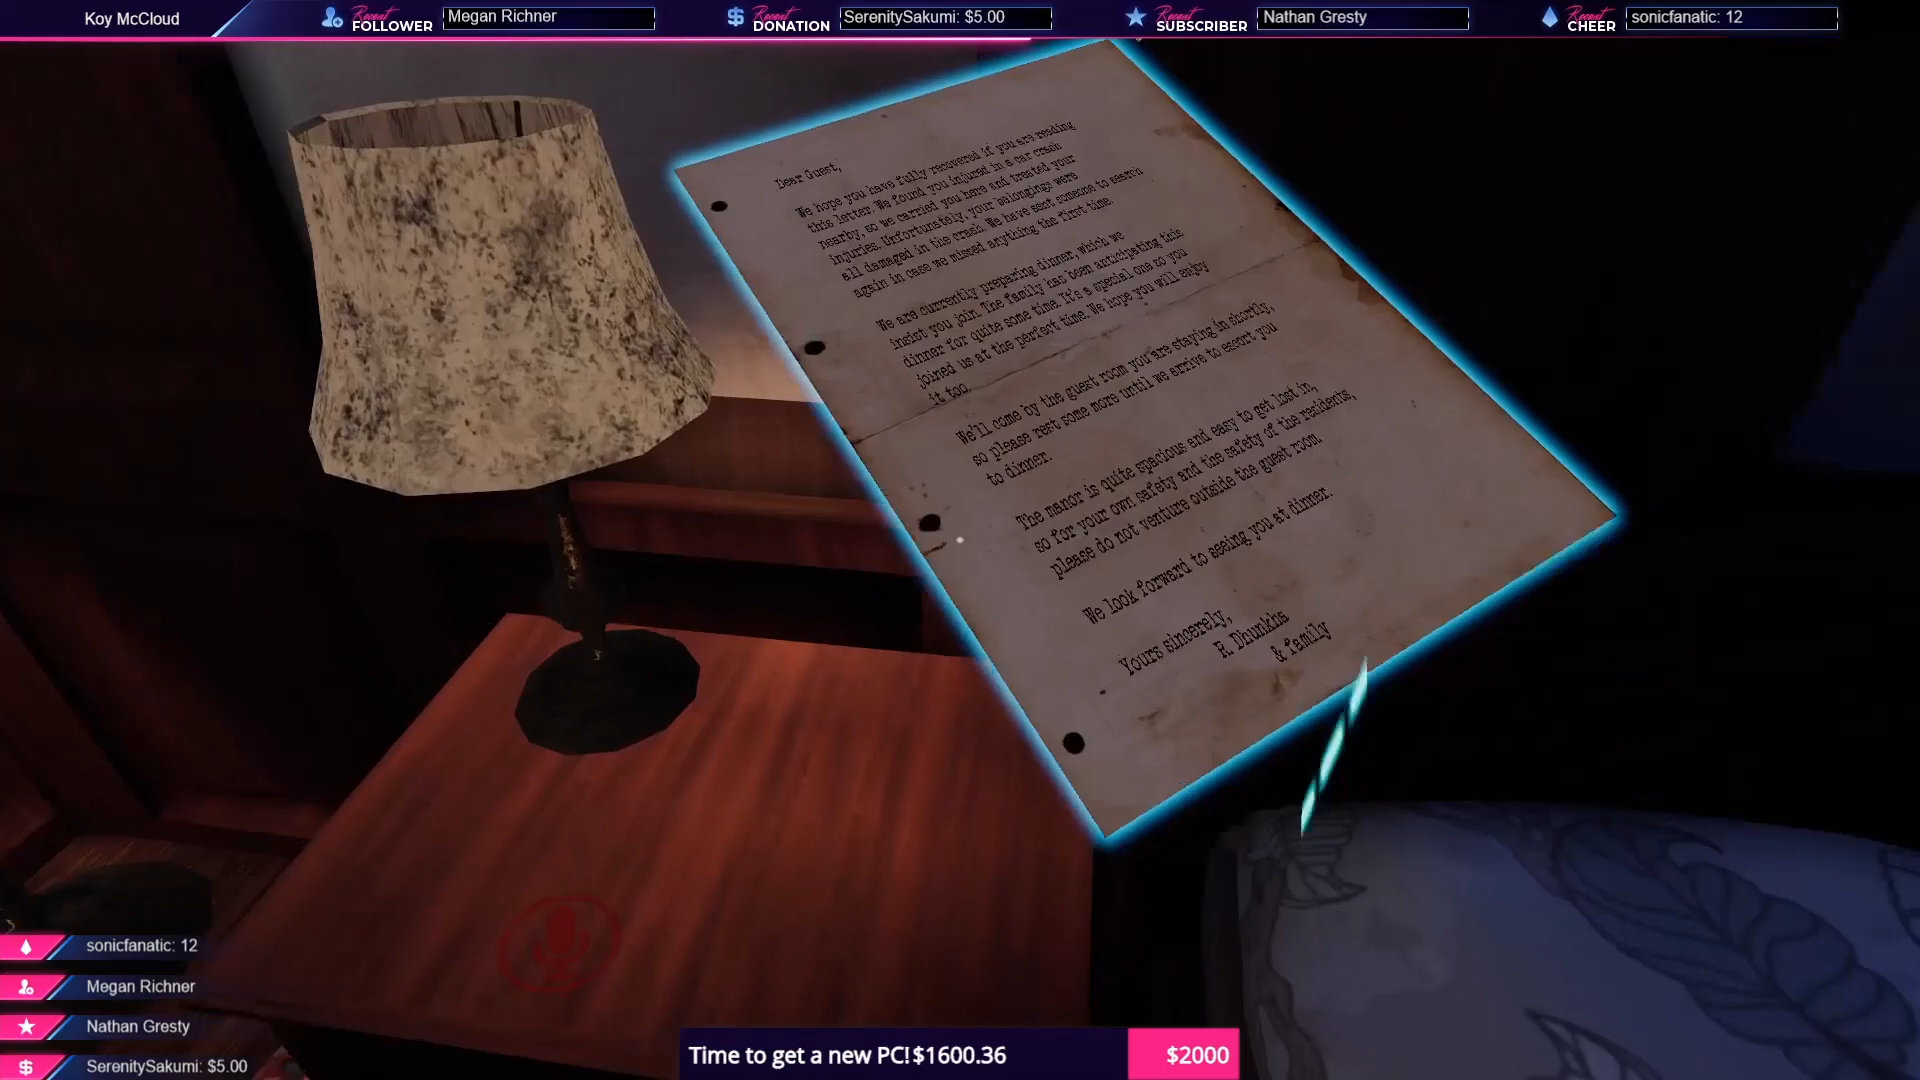 Koy McCloud
Recent
FOLLOWER
Megan Richner
Recent
DONATION
SerenitySakumi: $5.00
Recent
SUBSCRIBER
Nathan Gresty
Recent
CHEER
sonicfanatic: 12
Dear Guest,
We hope you have fully recovered if you are reading
this letter. We found you injured in a car crash
nearby, so we carried you here and treated your
injuries. Unfortunately, your belongings were
all damaged in the crash. We have sent someone to search
again in case we missed anything the first time.
We are currently preparing dinner, which we
insist you join. The family has been anticipating this
dinner for quite some time. It's a special one so you
joined us at the perfect time. We hope you will enjoy
it too.
We'll come by the guest room you're staying in shortly,
so please rest some more until we arrive to escort you
to dinner.
The manor is quite spacious and easy to get lost in,
so for your own safety and the safety of the residents,
please do not venture outside the guest room.
We look forward to seeing you at dinner.
Yours sincerely,
R. Dhunkns
& family
sonicfanatic: 12
Megan Richner
Nathan Gresty
SerenitySakumi: $5.00
Time to get a new PC! $1600.36
$2000